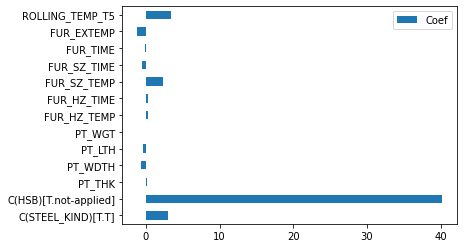 ROLLING_TEMP_T5
Coef
FUR_EXTEMP
FUR_TIME
FUR_SZ_TIME
FUR_SZ_TEMP
FUR_HZ_TIME
FUR_HZ_TEMP
PT_WGT
PT_LTH
PT_WDTH
PT_THK
C(HSB)[T.not-applied]
C(STEEL_KIND)[T.T]
0
10
20
30
40